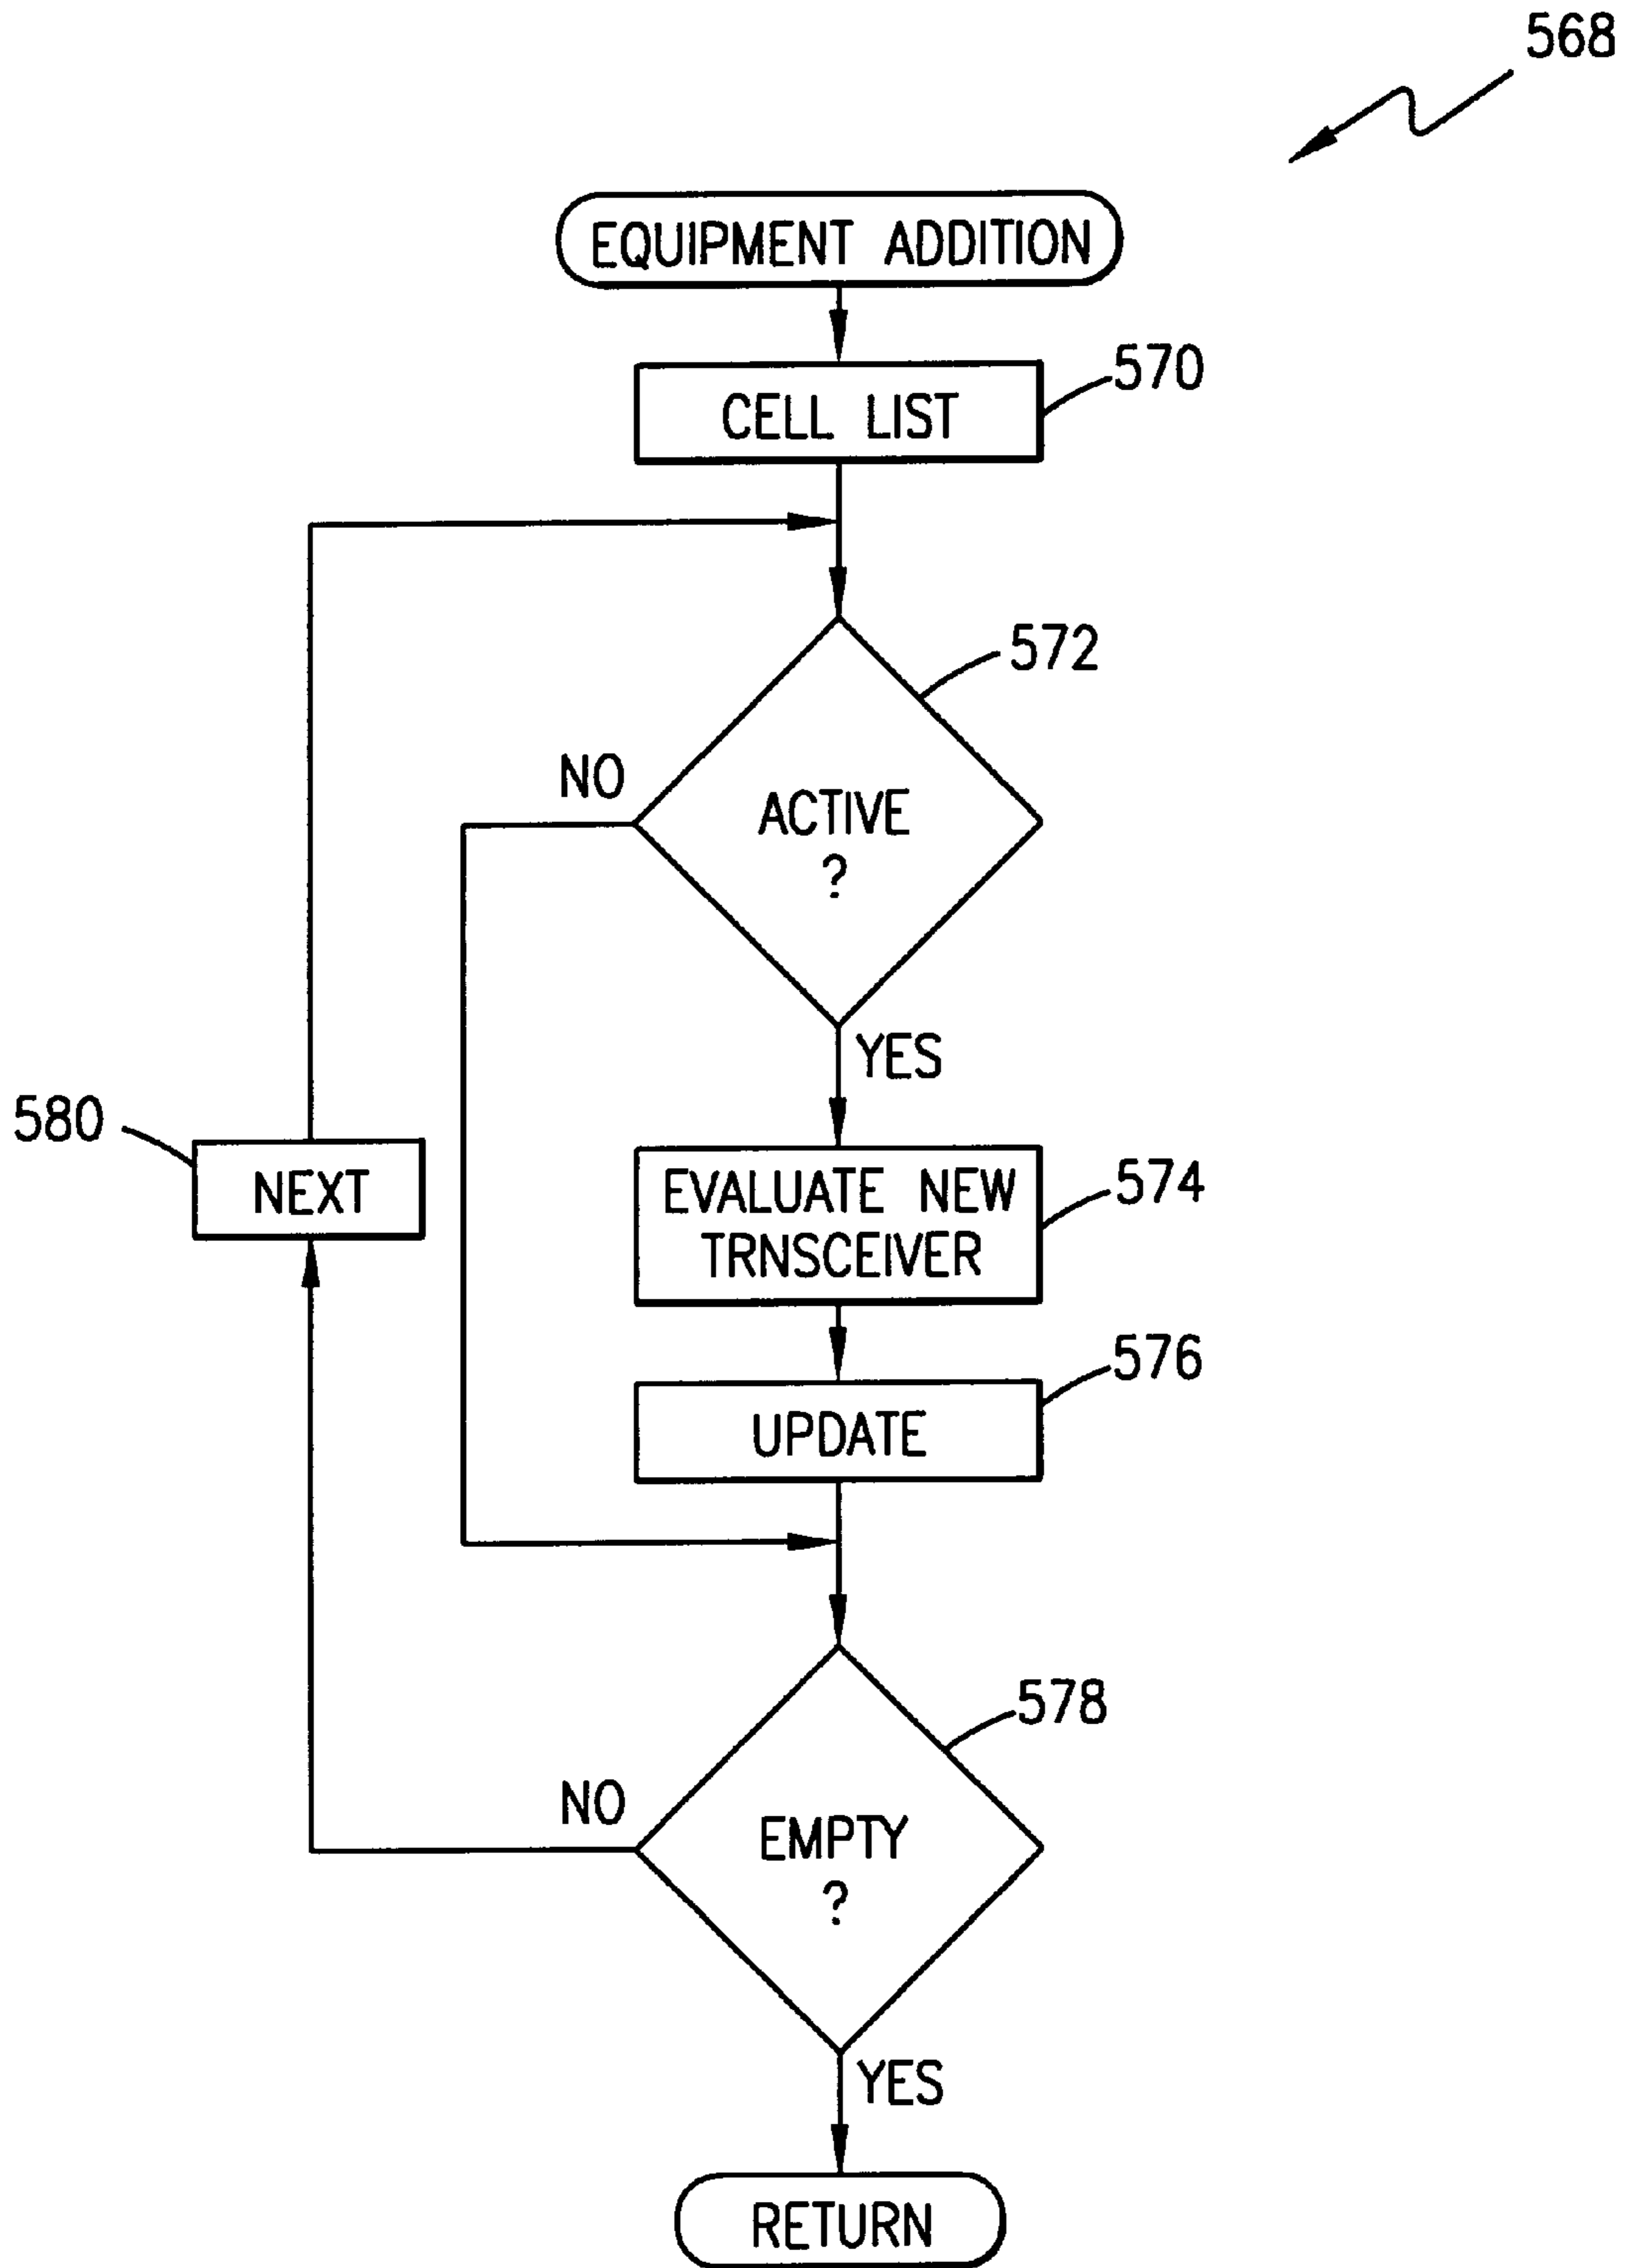 568
EQUIPMENT ADDITION
570
CELL LIST
572
NO
ACTIVE
?
YES
580
NEXT
574
EVALUATE NEW
TRNSCEIVER
576
UPDATE
578
NO
EMPTY
?
YES
RETURN